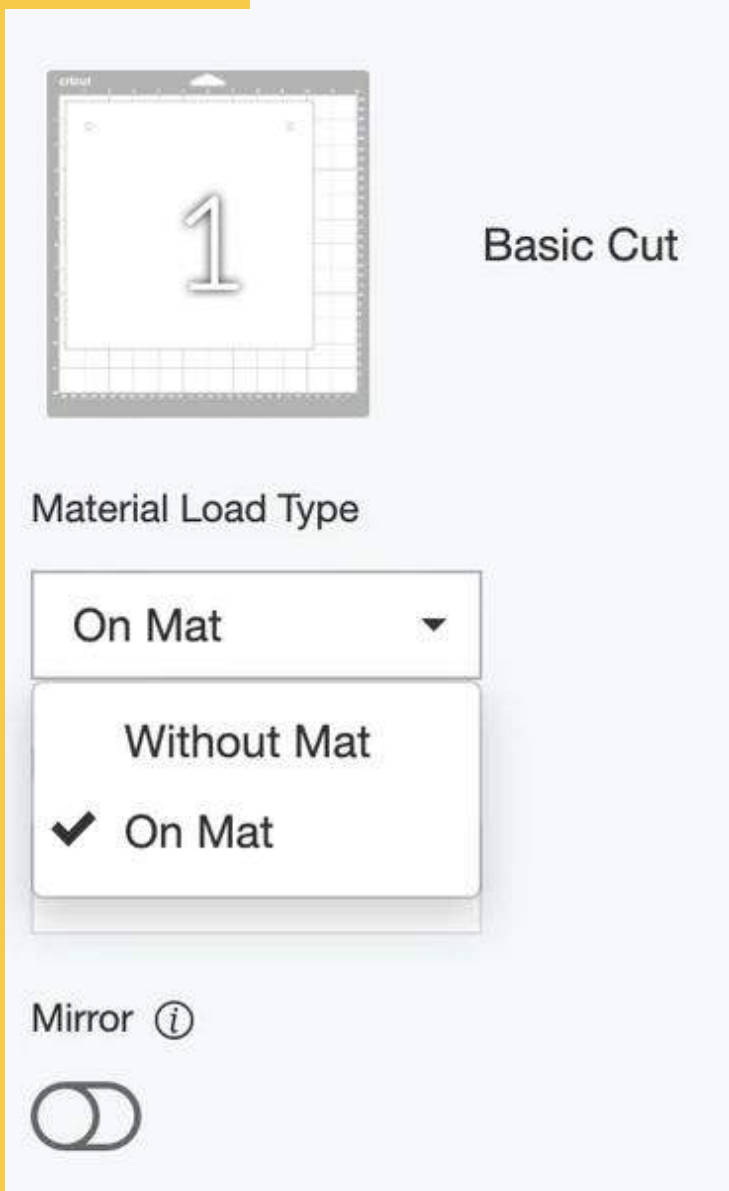 cricut
1
Basic Cut
Material Load Type
On Mat
Without Mat
On Mat
Mirror